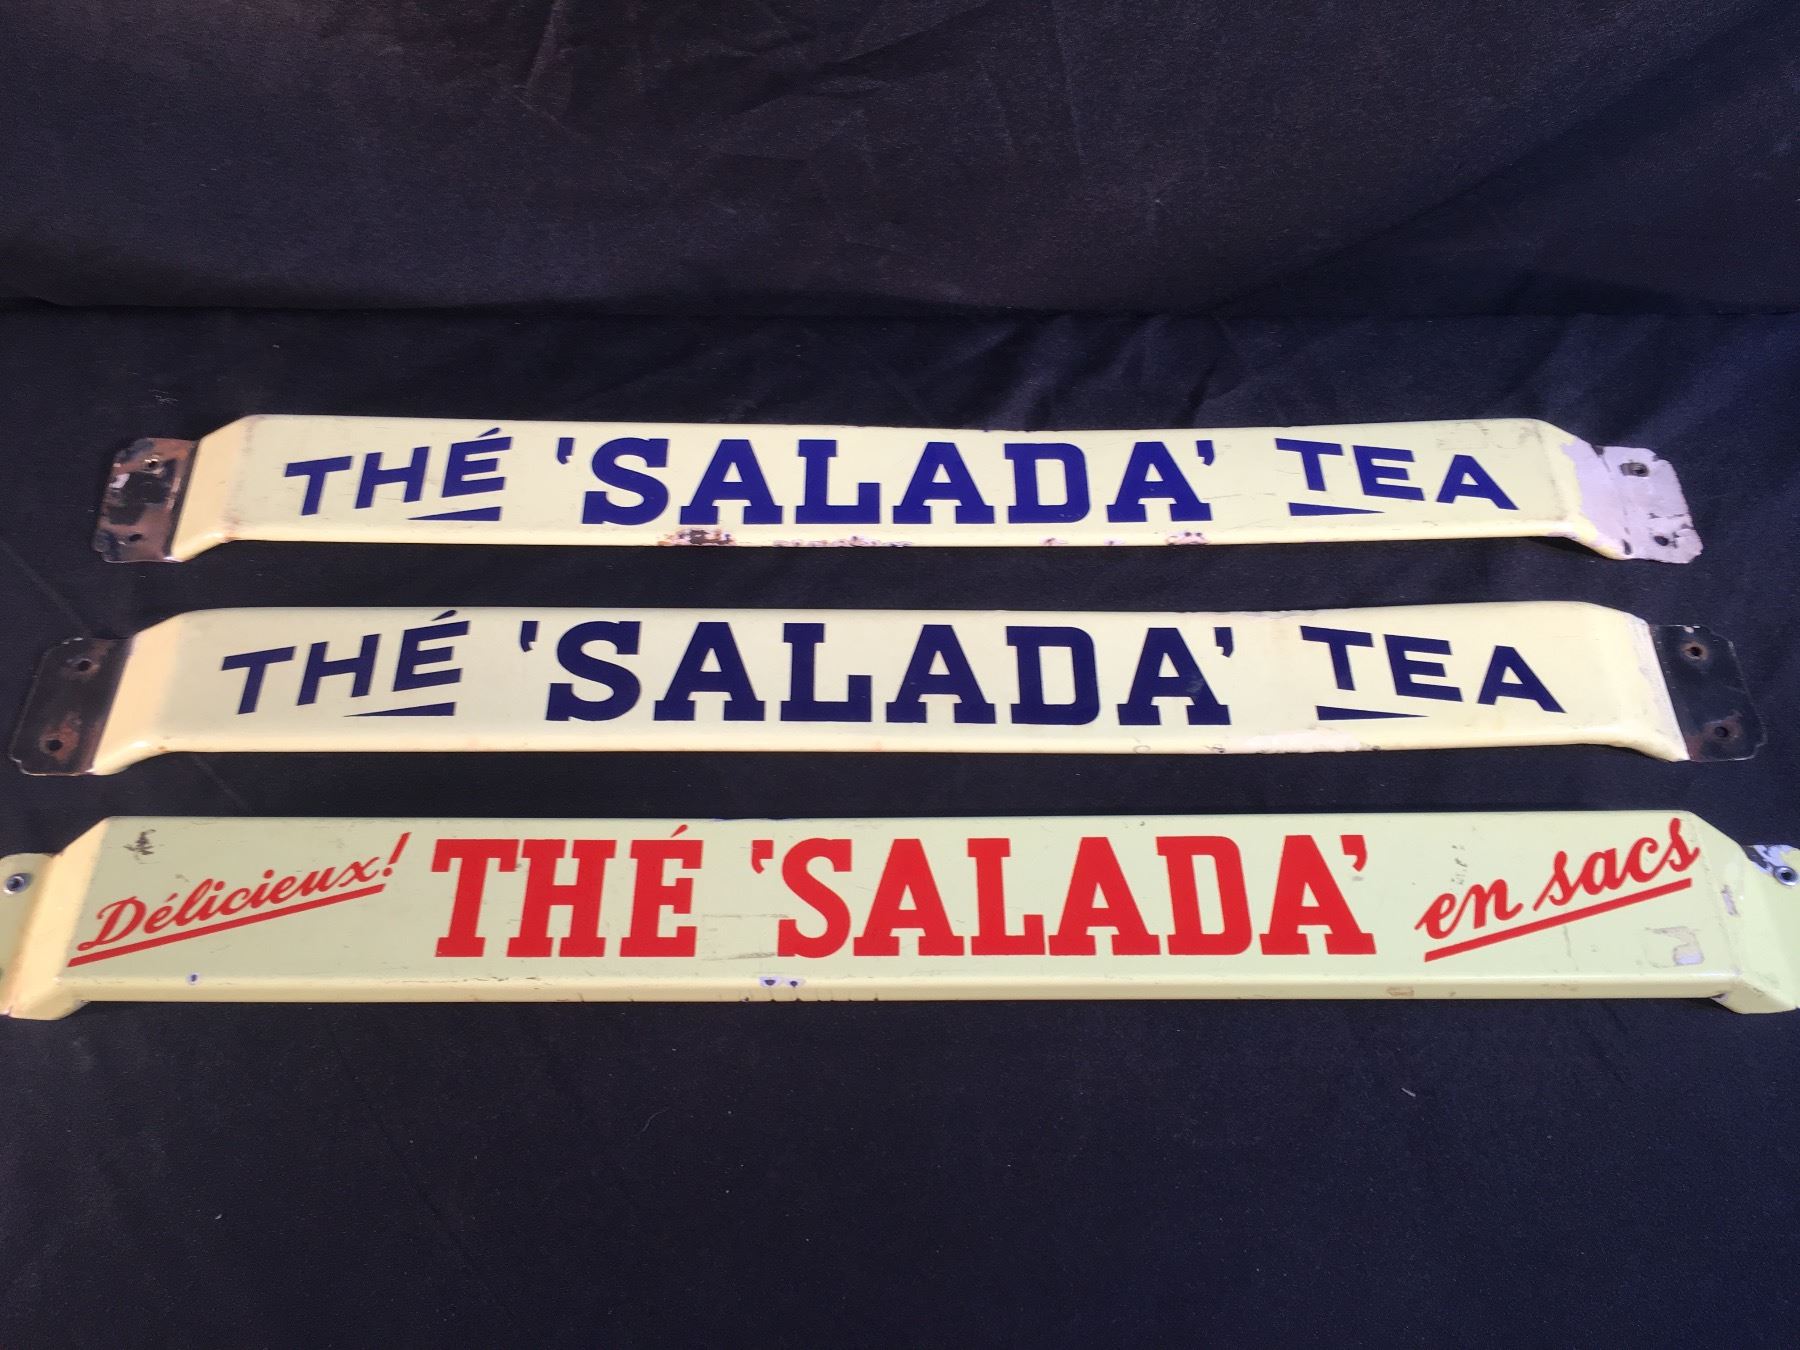 THÉ 'SALADA' TEA
THÉ 'SALADA' TEA
Délicieux! THÉ 'SALADA' en sacs